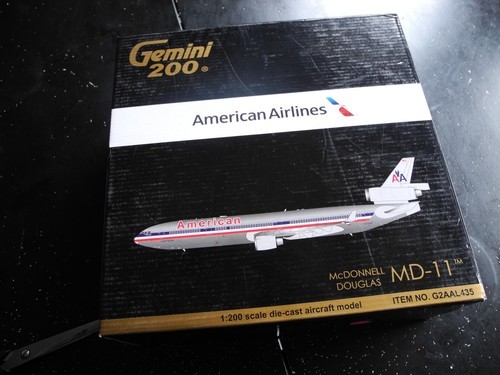 Gemini
200®
American Airlines
AA
American
McDONNELL
DOUGLAS
MD-11™
ITEM NO. G2AAL435
1:200 scale die-cast aircraft model